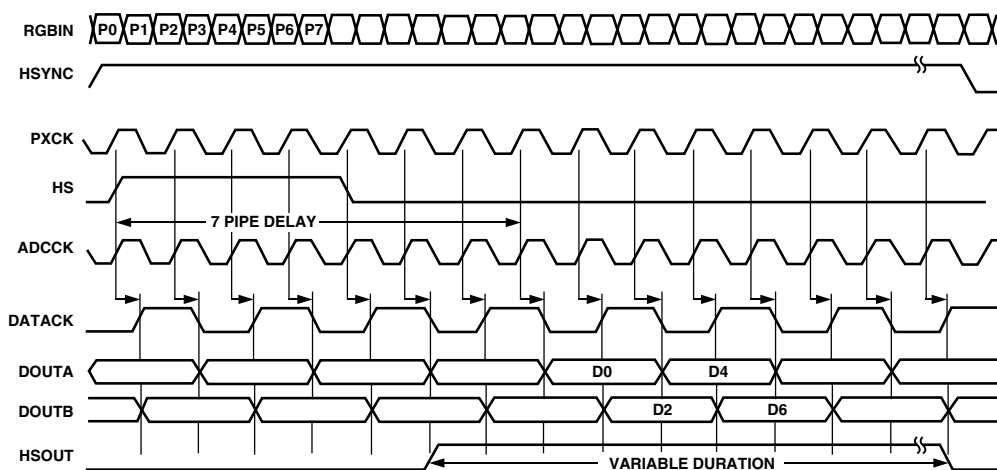 RGBIN P0 P1 P2 P3 P4 P5 P6 P7
HSYNC
PXCK
HS
7 PIPE DELAY
ADCCK
DATACK
DOUTA D0 D4
DOUTB D2 D6
HSOUT VARIABLE DURATION